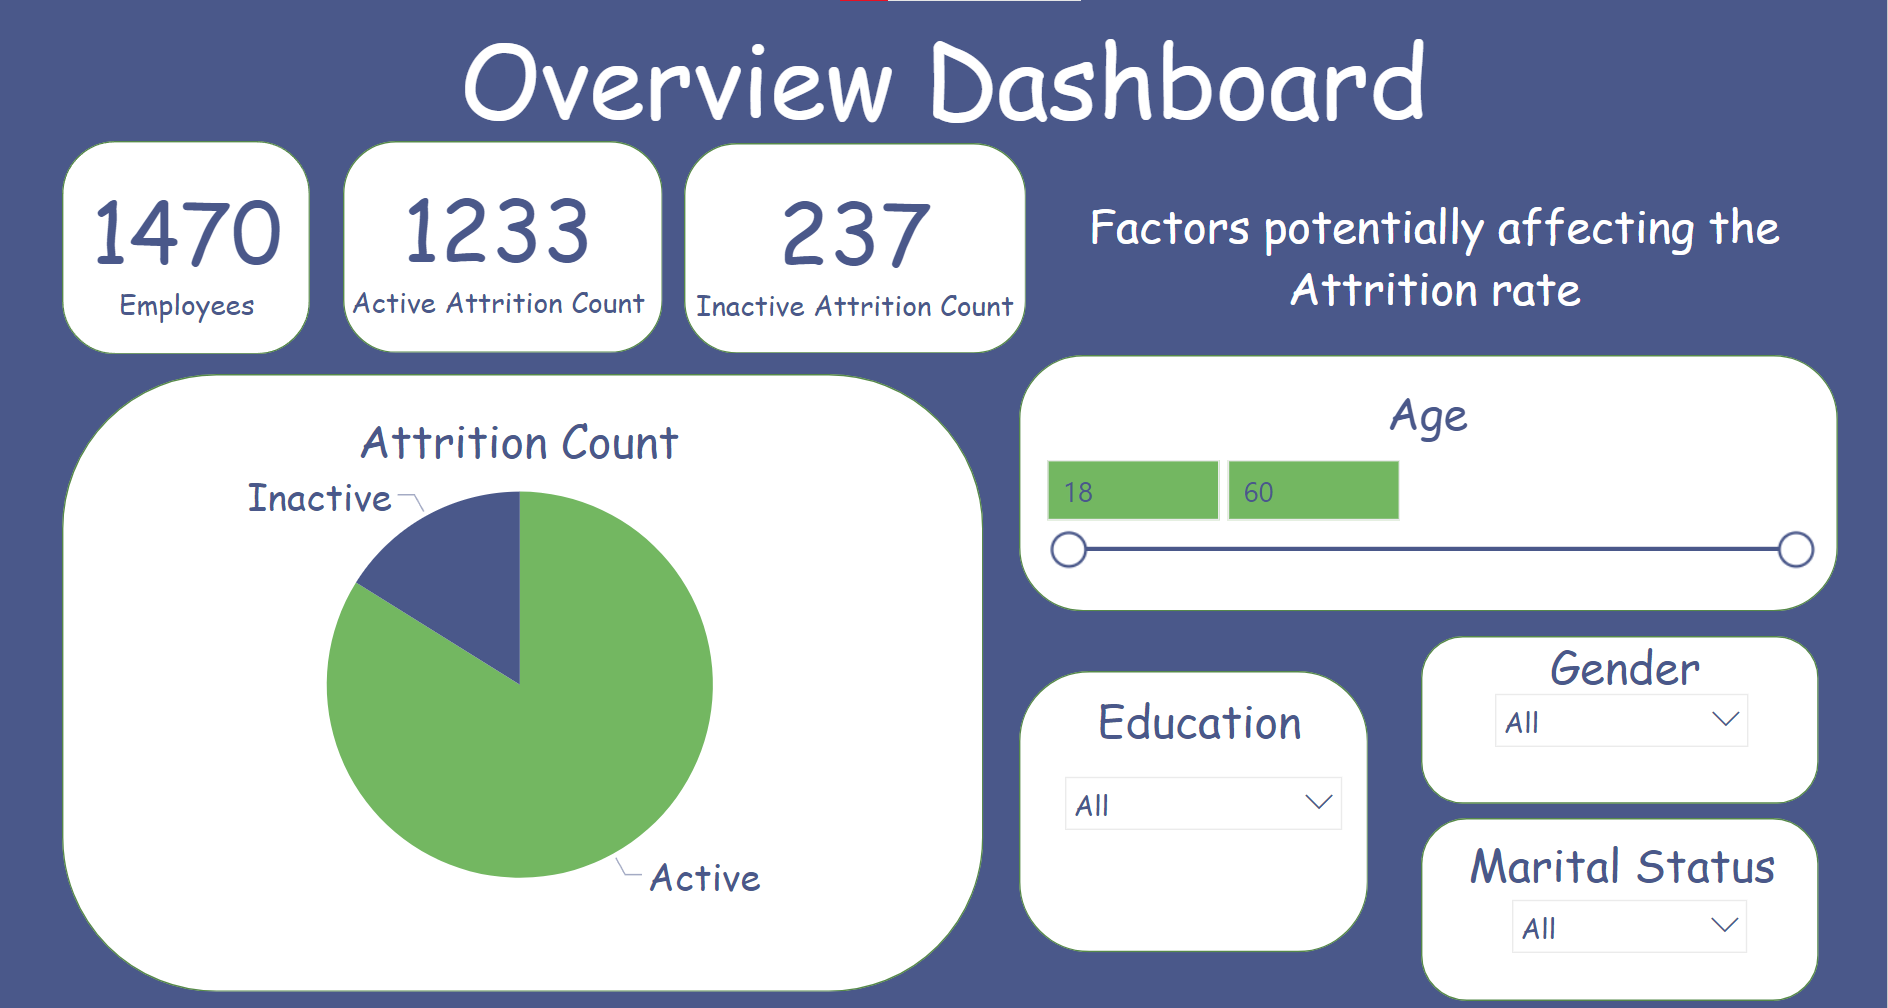 Overview Dashboard
1470
Employees
1233
Active Attrition Count
237
Inactive Attrition Count
Factors potentially affecting the
Attrition rate
Attrition Count
Inactive
Active
Age
18
60
Education
All
Gender
All
Marital Status
All